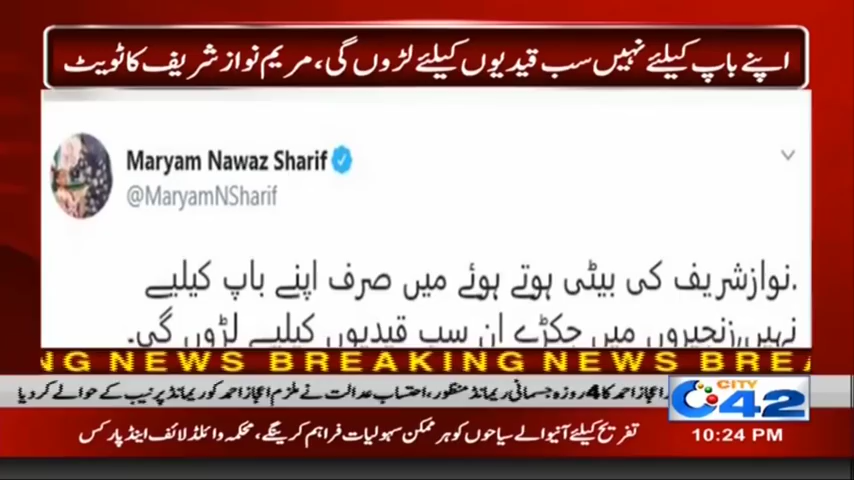 اپنے باپ کیلئے نہیں سب قیدیوں کیلئے لڑوں گی، مریم نواز شریف کا ٹویٹ
Maryam Nawaz Sharif
@MaryamNSharif
نوازشریف کی بیٹی ہوتے ہوئے میں صرف اپنے باپ کیلیے
نہیں,زنجیروں میں جکڑے ان سب قیدیوں کیلیے لڑوں گی۔
NG NEWS BREAKING NEWS BREA
اعجاز احمد کا 4 روزہ جسمانی ریمانڈ منظور، احتساب عدالت نے ملزم اعجاز احمد کو ریمانڈ پر نیب کے حوالے کر دیا
CITY
42
10:24 PM
تفریح کیلئے آنیوالے سیاحوں کو ہر ممکن سہولیات فراہم کرینگے، محکمہ وائلڈ لائف اینڈ پارکس